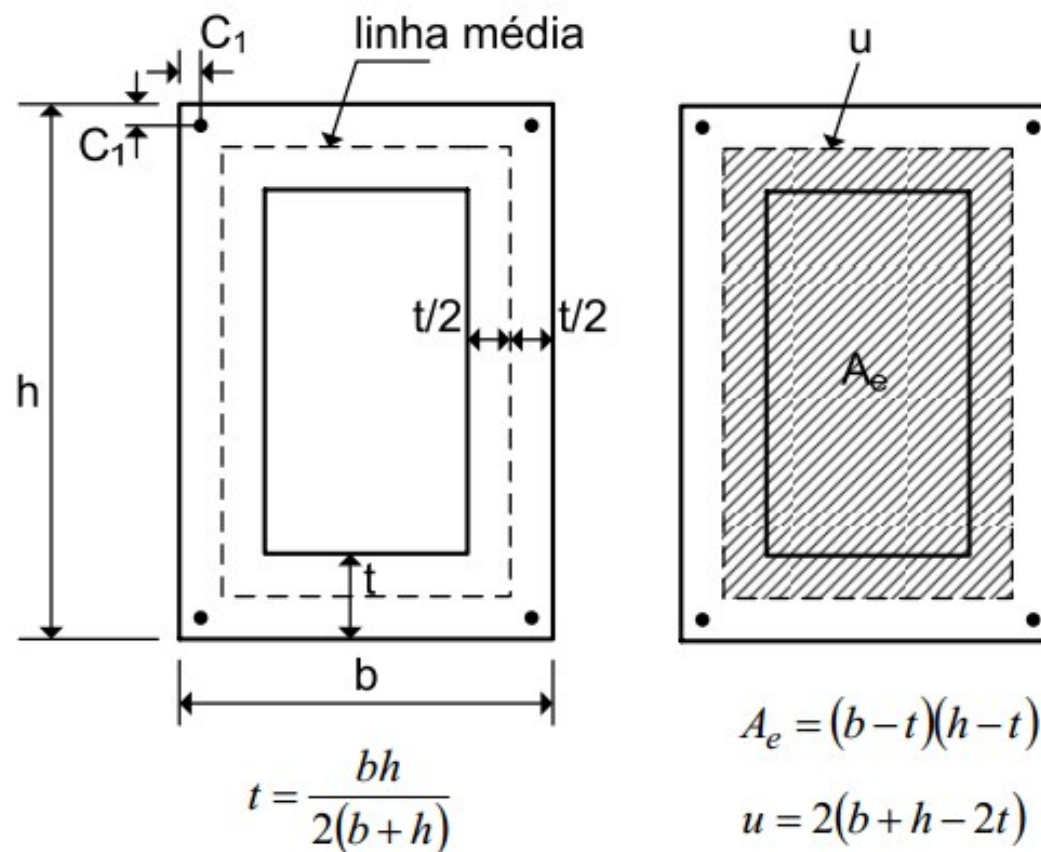 C₁
linha média
u
C₁
t/2
t/2
h
Aₑ
t
b
Aₑ = (b − t)(h − t)
t = bh / 2(b + h)
u = 2(b + h − 2t)